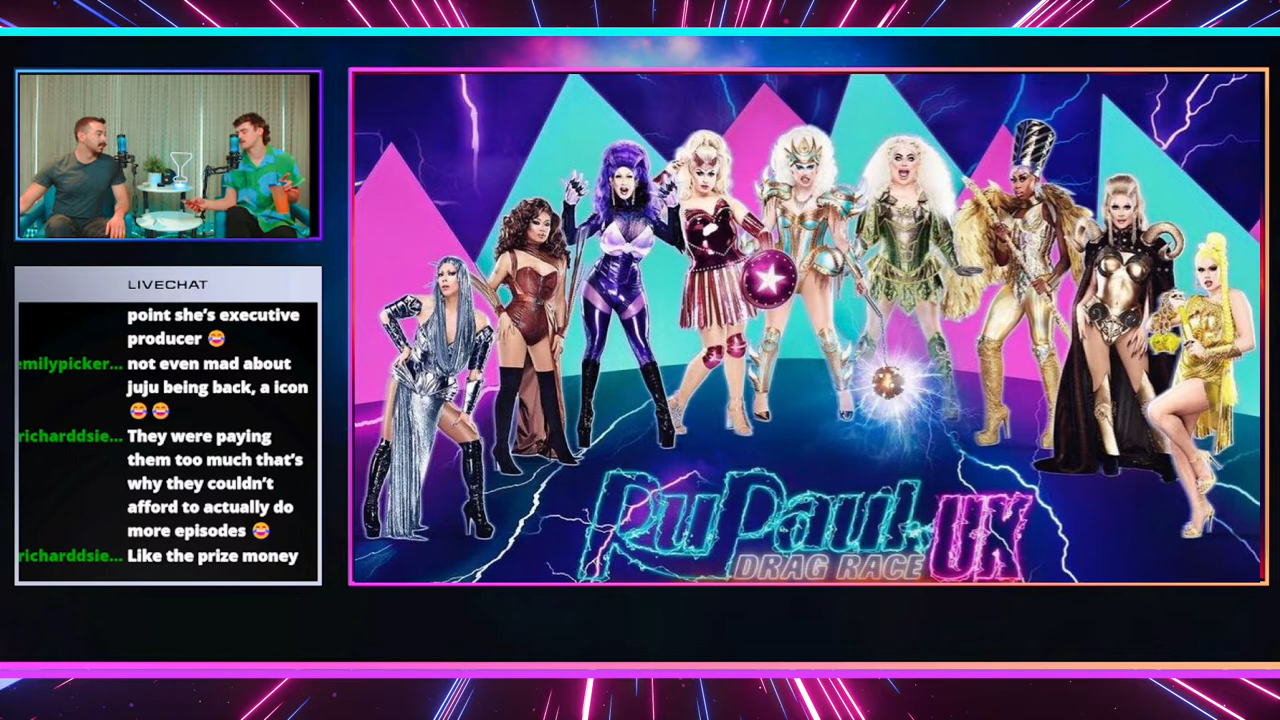 LIVECHAT
point she's executive
producer 😂
emilypicker... not even mad about
juju being back, a icon
😂 😂
richarddsie... They were paying
them too much that's
why they couldn't
afford to actually do
more episodes 😂
richarddsie... Like the prize money
RuPaul UK
DRAG RACE